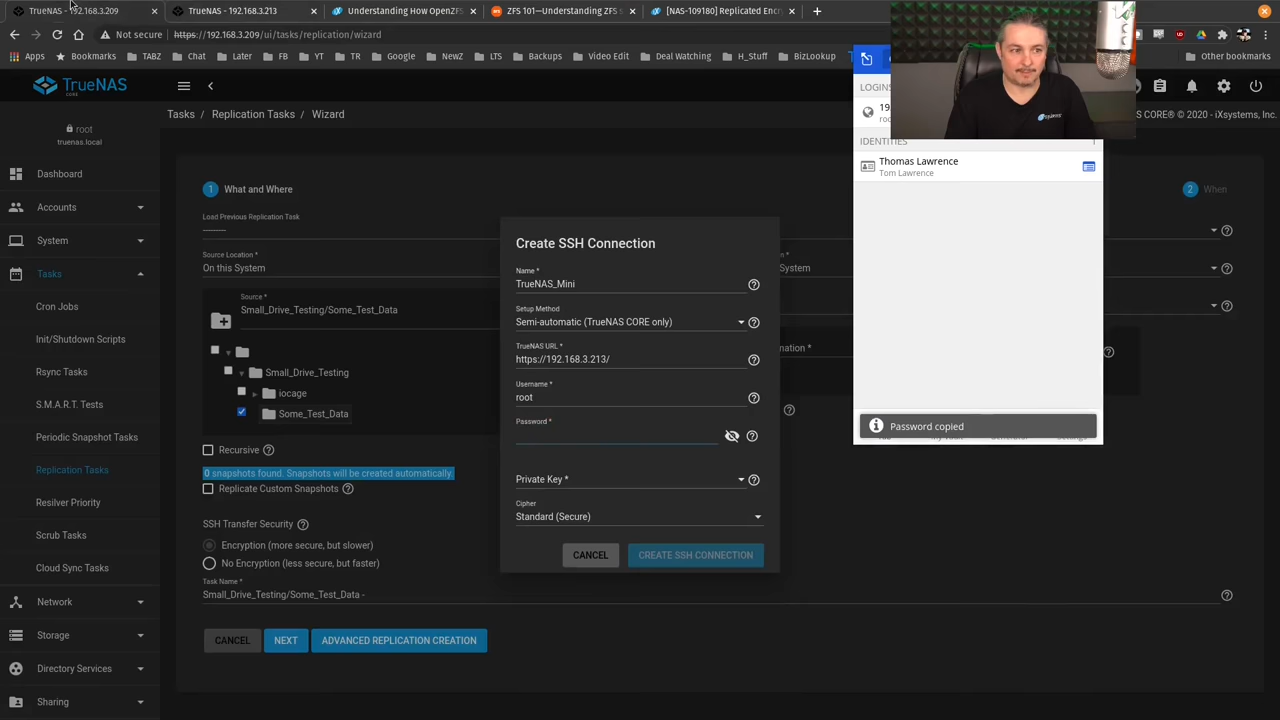 TrueNAS - 192.168.3.209
TrueNAS - 192.168.3.213
Understanding How OpenZFS
ZFS 101—Understanding ZFS s
[NAS-109180] Replicated Encry
Not secure
https://192.168.3.209/ui/tasks/replication/wizard
Apps
Bookmarks
TABZ
Chat
Later
FB
YT
TR
Google
NewZ
LTS
Backups
Video Edit
Deal Watching
H_Stuff
BizLookup
Other bookmarks
TrueNAS
CORE
CORE® © 2020 - iXsystems, Inc.
root
truenas.local
Tasks / Replication Tasks / Wizard
Dashboard
Accounts
System
Tasks
Cron Jobs
Init/Shutdown Scripts
Rsync Tasks
S.M.A.R.T. Tests
Periodic Snapshot Tasks
Replication Tasks
Resilver Priority
Scrub Tasks
Cloud Sync Tasks
Network
Storage
Directory Services
Sharing
1 What and Where
2 When
Load Previous Replication Task
Source Location
On this System
System
Source *
Small_Drive_Testing/Some_Test_Data
Small_Drive_Testing
iocage
Some_Test_Data
Recursive
0 snapshots found. Snapshots will be created automatically.
Replicate Custom Snapshots
SSH Transfer Security
Encryption (more secure, but slower)
No Encryption (less secure, but faster)
Task Name *
Small_Drive_Testing/Some_Test_Data -
CANCEL
NEXT
ADVANCED REPLICATION CREATION
Create SSH Connection
Name *
TrueNAS_Mini
Setup Method
Semi-automatic (TrueNAS CORE only)
TrueNAS URL *
https://192.168.3.213/
Username *
root
Password *
Private Key *
Cipher
Standard (Secure)
CANCEL
CREATE SSH CONNECTION
LOGINS
IDENTITIES
1
Thomas Lawrence
Tom Lawrence
Password copied